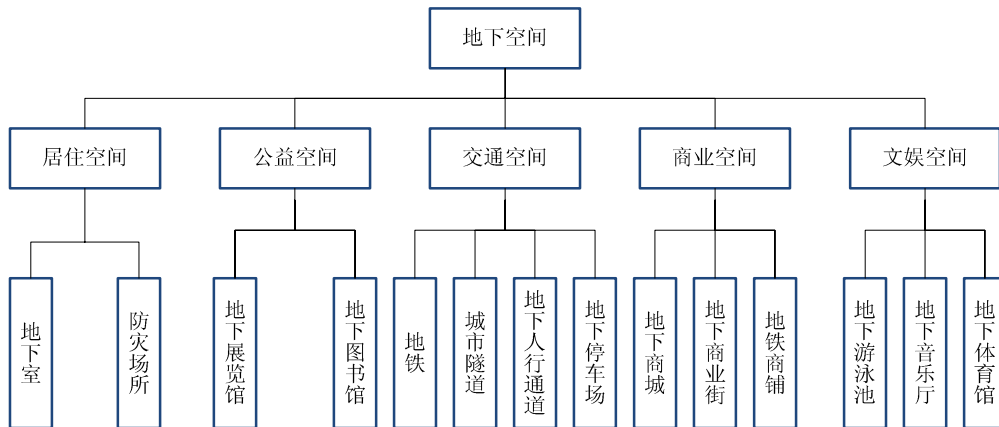 地下空间
居住空间
公益空间
交通空间
商业空间
文娱空间
地下室
防灾场所
地下展览馆
地下图书馆
地铁
城市隧道
地下人行通道
地下停车场
地下商城
地下商业街
地铁商铺
地下游泳池
地下音乐厅
地下体育馆